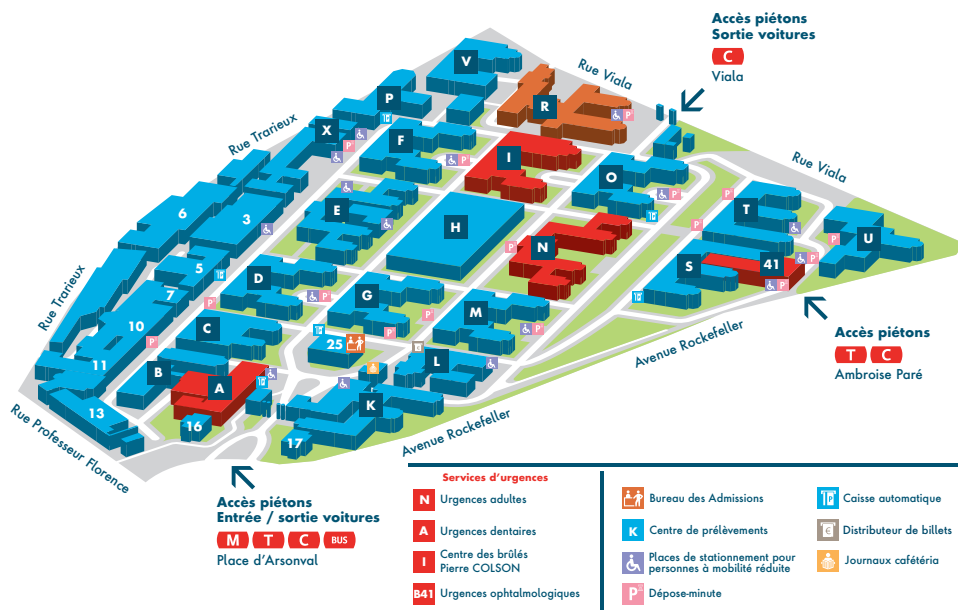 Accès piétons
Sortie voitures
C
Viala
Rue Viala
Rue Viala
Rue Trarieux
Rue Trarieux
V
P
R
X
F
I
O
6
3
E
H
T
N
U
5
D
S
41
7
G
10
C
M
25
11
B
L
A
K
13
16
17
Avenue Rockefeller
Avenue Rockefeller
Rue Professeur Florence
Accès piétons
T C
Ambroise Paré
Accès piétons
Entrée / sortie voitures
M T C BUS
Place d'Arsonval
Services d'urgences
N Urgences adultes
A Urgences dentaires
I Centre des brûlés
Pierre COLSON
B41 Urgences ophtalmologiques
Bureau des Admissions
K Centre de prélèvements
Places de stationnement pour
personnes à mobilité réduite
P Dépose-minute
P Caisse automatique
€ Distributeur de billets
Journaux cafétéria